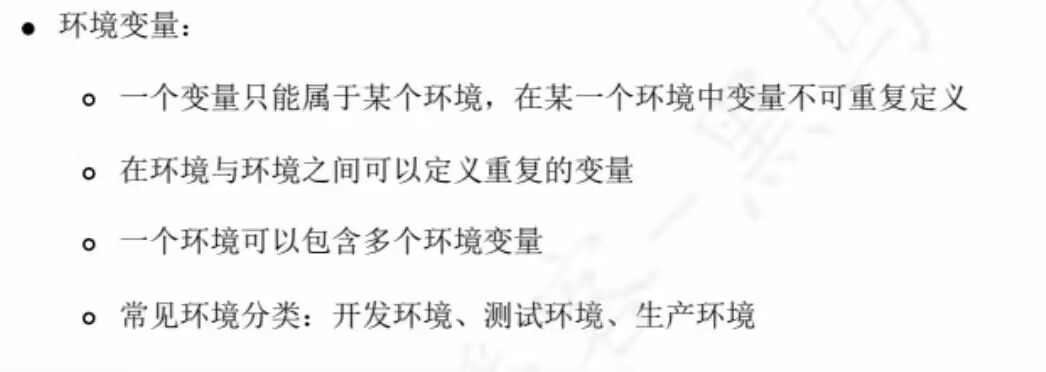 ● 环境变量：
○ 一个变量只能属于某个环境，在某一个环境中变量不可重复定义
○ 在环境与环境之间可以定义重复的变量
○ 一个环境可以包含多个环境变量
○ 常见环境分类：开发环境、测试环境、生产环境